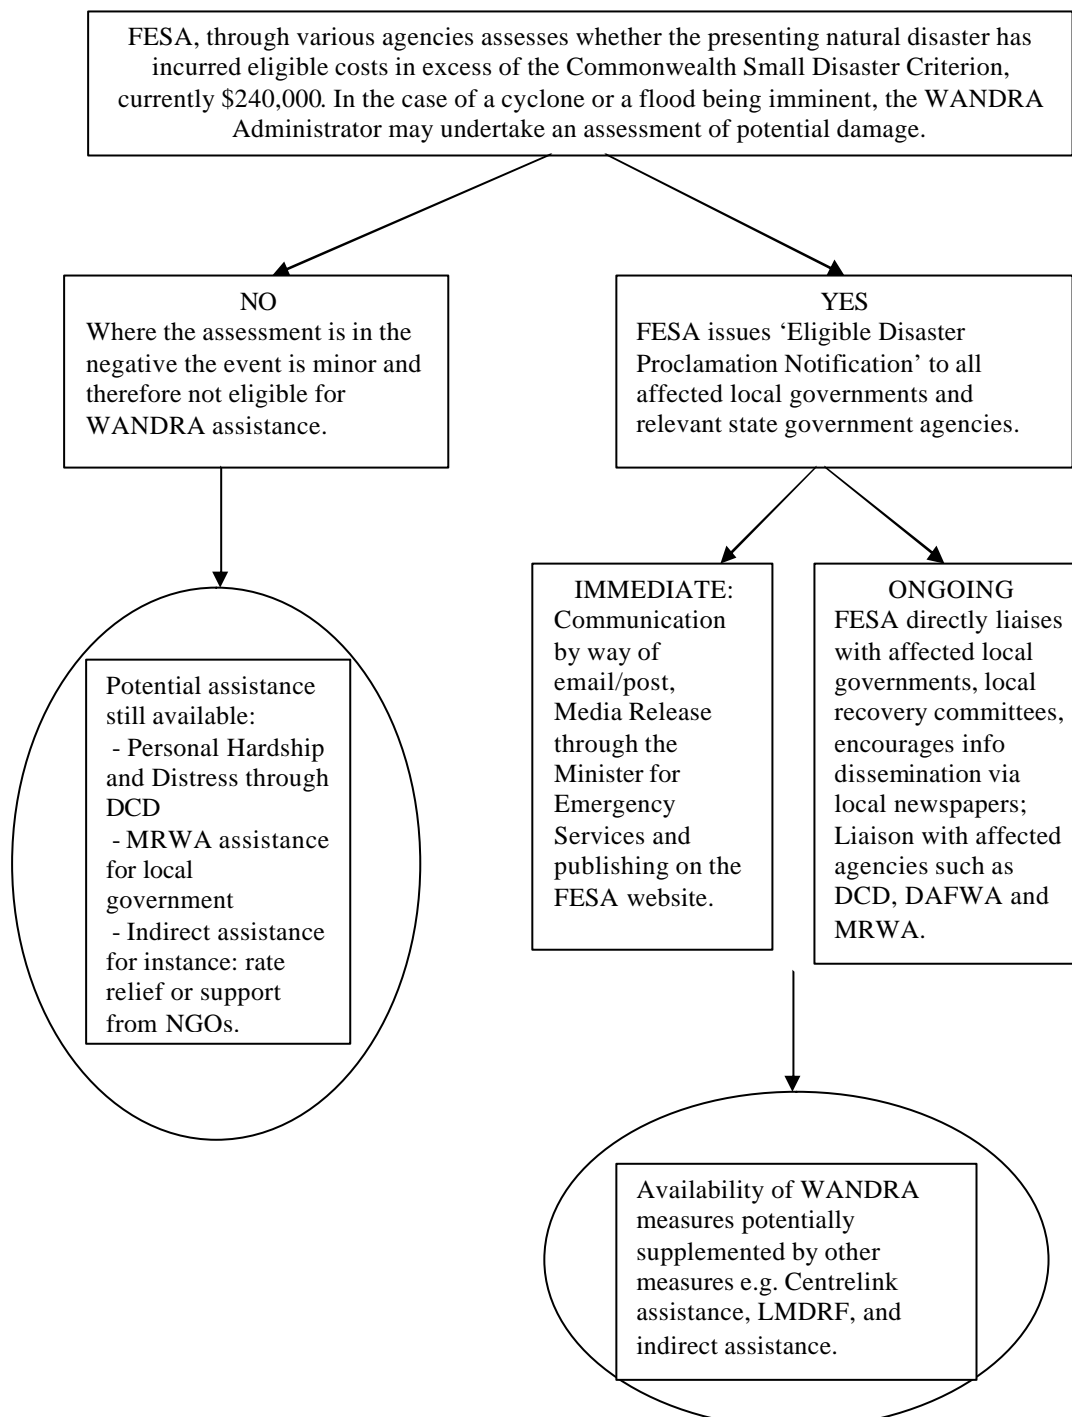 FESA, through various agencies assesses whether the presenting natural disaster has
incurred eligible costs in excess of the Commonwealth Small Disaster Criterion,
currently $240,000. In the case of a cyclone or a flood being imminent, the WANDRA
Administrator may undertake an assessment of potential damage.
NO
Where the assessment is in the
negative the event is minor and
therefore not eligible for
WANDRA assistance.
YES
FESA issues ‘Eligible Disaster
Proclamation Notification’ to all
affected local governments and
relevant state government agencies.
Potential assistance
still available:
- Personal Hardship
and Distress through
DCD
- MRWA assistance
for local
government
- Indirect assistance
for instance: rate
relief or support
from NGOs.
IMMEDIATE:
Communication
by way of
email/post,
Media Release
through the
Minister for
Emergency
Services and
publishing on the
FESA website.
ONGOING
FESA directly liaises
with affected local
governments, local
recovery committees,
encourages info
dissemination via
local newspapers;
Liaison with affected
agencies such as
DCD, DAFWA and
MRWA.
Availability of WANDRA
measures potentially
supplemented by other
measures e.g. Centrelink
assistance, LMDRF, and
indirect assistance.